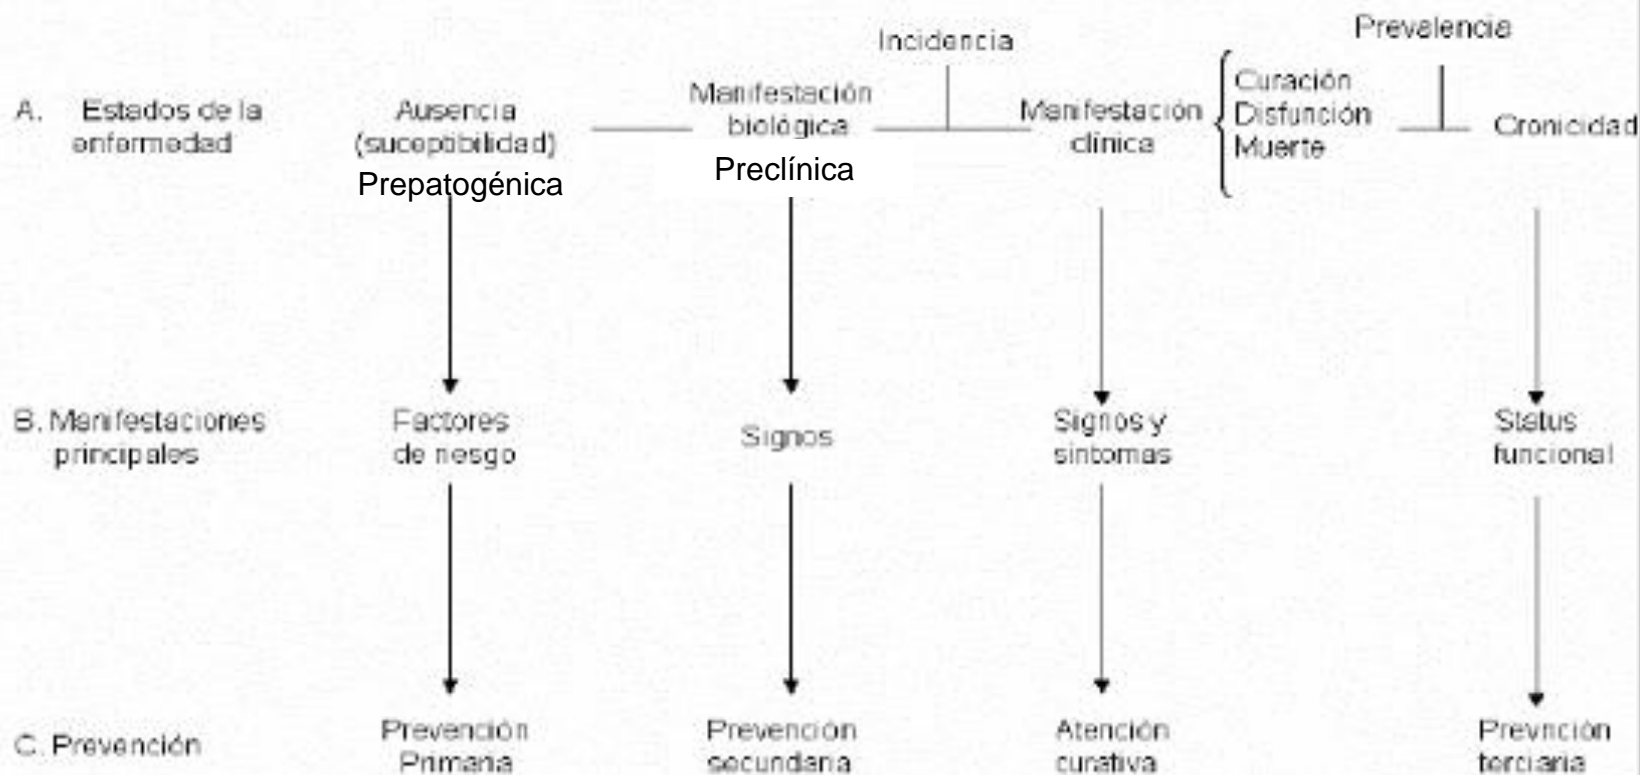 Incidencia
Prevalencia
A. Estados de la
enfermedad
Ausencia
(suceptibilidad)
Prepatogénica
Manifestación
biológica
Preclínica
Manifestación
clínica
Curación
Disfunción
Muerte
Cronicidad
B. Manifestaciones
principales
Factores
de riesgo
Signos
Signos y
síntomas
Status
funcional
C. Prevención
Prevención
Primaria
Prevención
secundaria
Atención
curativa
Prevnción
terciaria